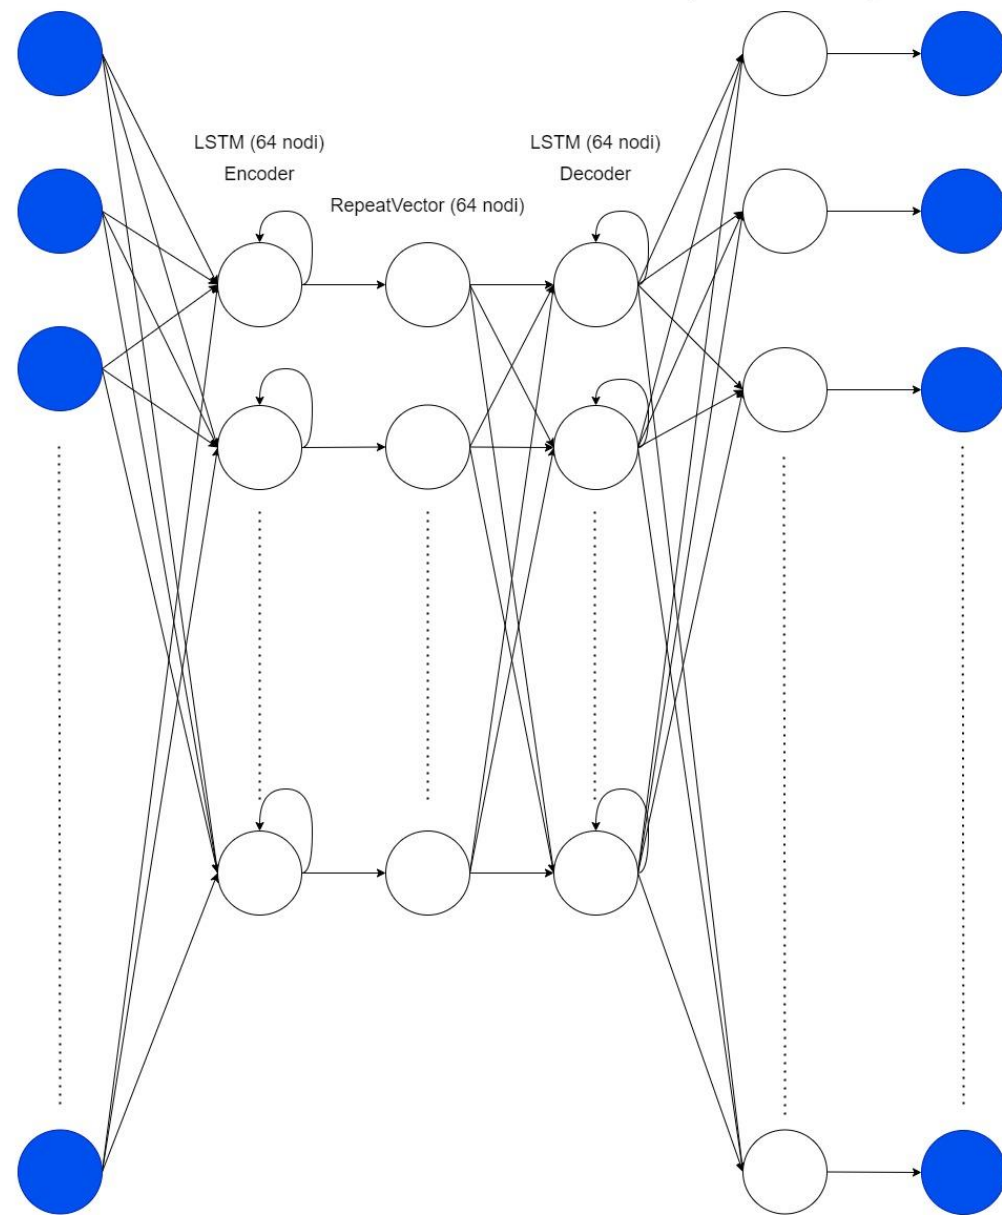 LSTM (64 nodi)
Encoder
RepeatVector (64 nodi)
LSTM (64 nodi)
Decoder